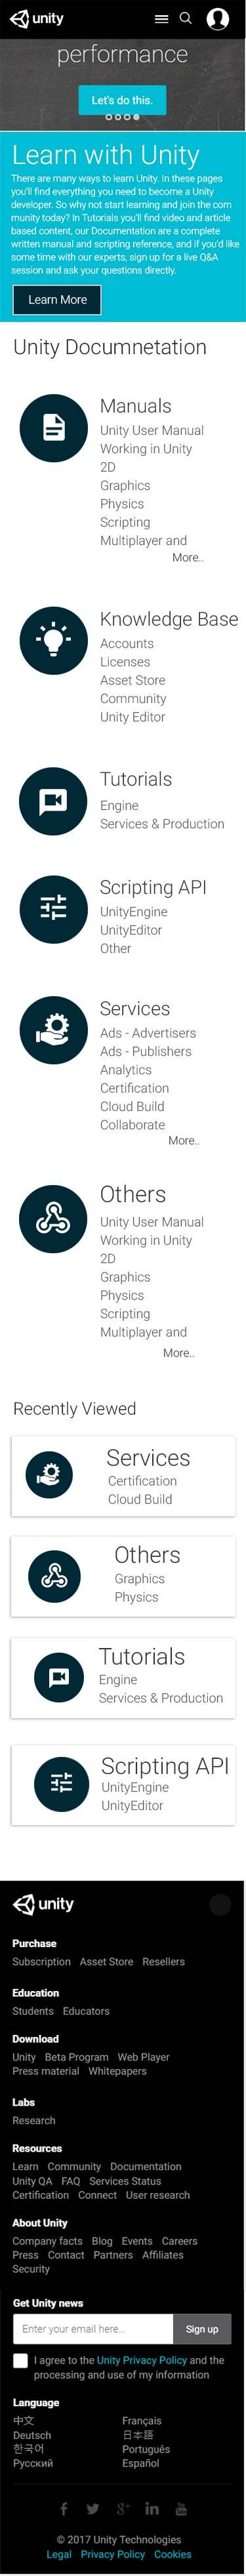 unity
performance
Let's do this.
Learn with Unity
There are many ways to learn Unity. In these pages
you'll find everything you need to become a Unity
developer. So why not start learning and join the com
munity today? In Tutorials you'll find video and article
based content, our Documentation are a complete
written manual and scripting reference, and if you'd like
some time with our experts, sign up for a live Q&A
session and ask your questions directly.
Learn More
Unity Documnetation
Manuals
Unity User Manual
Working in Unity
2D
Graphics
Physics
Scripting
Multiplayer and
More..
Knowledge Base
Accounts
Licenses
Asset Store
Community
Unity Editor
Tutorials
Engine
Services & Production
Scripting API
UnityEngine
UnityEditor
Other
Services
Ads - Advertisers
Ads - Publishers
Analytics
Certification
Cloud Build
Collaborate
More..
Others
Unity User Manual
Working in Unity
2D
Graphics
Physics
Scripting
Multiplayer and
More..
Recently Viewed
Services
Certification
Cloud Build
Others
Graphics
Physics
Tutorials
Engine
Services & Production
Scripting API
UnityEngine
UnityEditor
unity
Purchase
Subscription Asset Store Resellers
Education
Students Educators
Download
Unity Beta Program Web Player
Press material Whitepapers
Labs
Research
Resources
Learn Community Documentation
Unity QA FAQ Services Status
Certification Connect User research
About Unity
Company facts Blog Events Careers
Press Contact Partners Affiliates
Security
Get Unity news
Enter your email here... Sign up
I agree to the Unity Privacy Policy and the
processing and use of my information
Language
中文 Français
Deutsch 日本語
한국어 Português
Русский Español
© 2017 Unity Technologies
Legal Privacy Policy Cookies